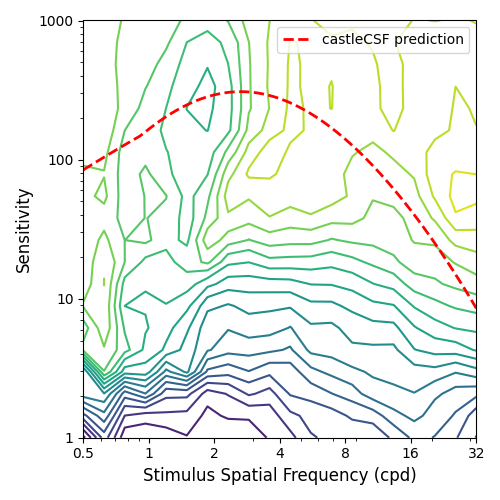 1000
castleCSF prediction
100
10
1
Sensitivity
0.5 1 2 4 8 16 32
Stimulus Spatial Frequency (cpd)